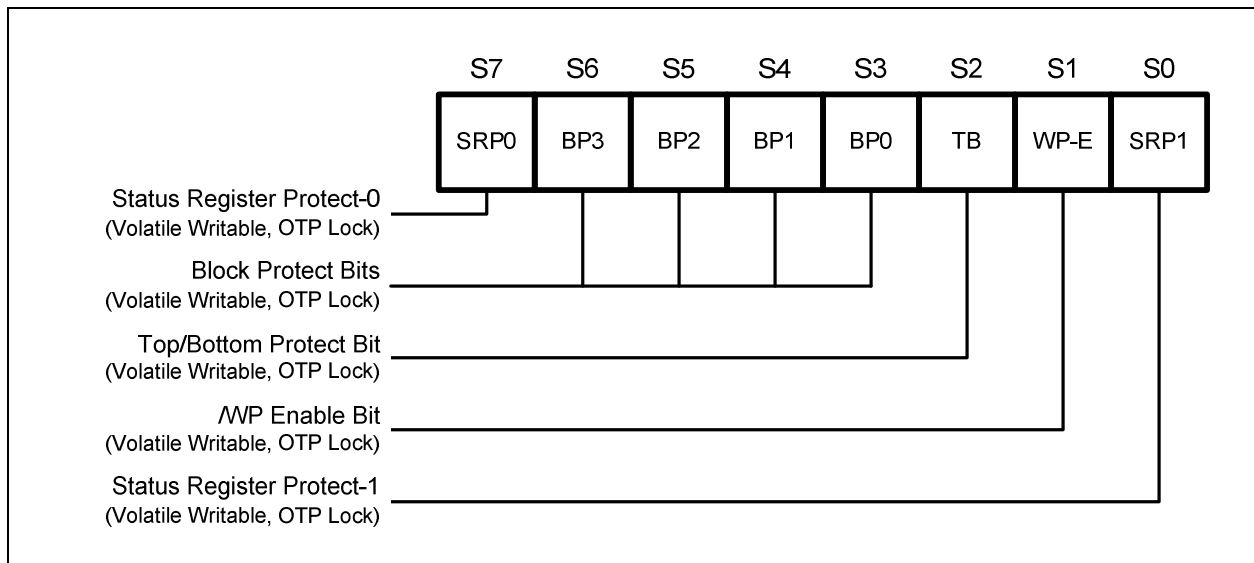 S7 S6 S5 S4 S3 S2 S1 S0
SRP0 BP3 BP2 BP1 BP0 TB WP-E SRP1
Status Register Protect-0
(Volatile Writable, OTP Lock)
Block Protect Bits
(Volatile Writable, OTP Lock)
Top/Bottom Protect Bit
(Volatile Writable, OTP Lock)
/WP Enable Bit
(Volatile Writable, OTP Lock)
Status Register Protect-1
(Volatile Writable, OTP Lock)